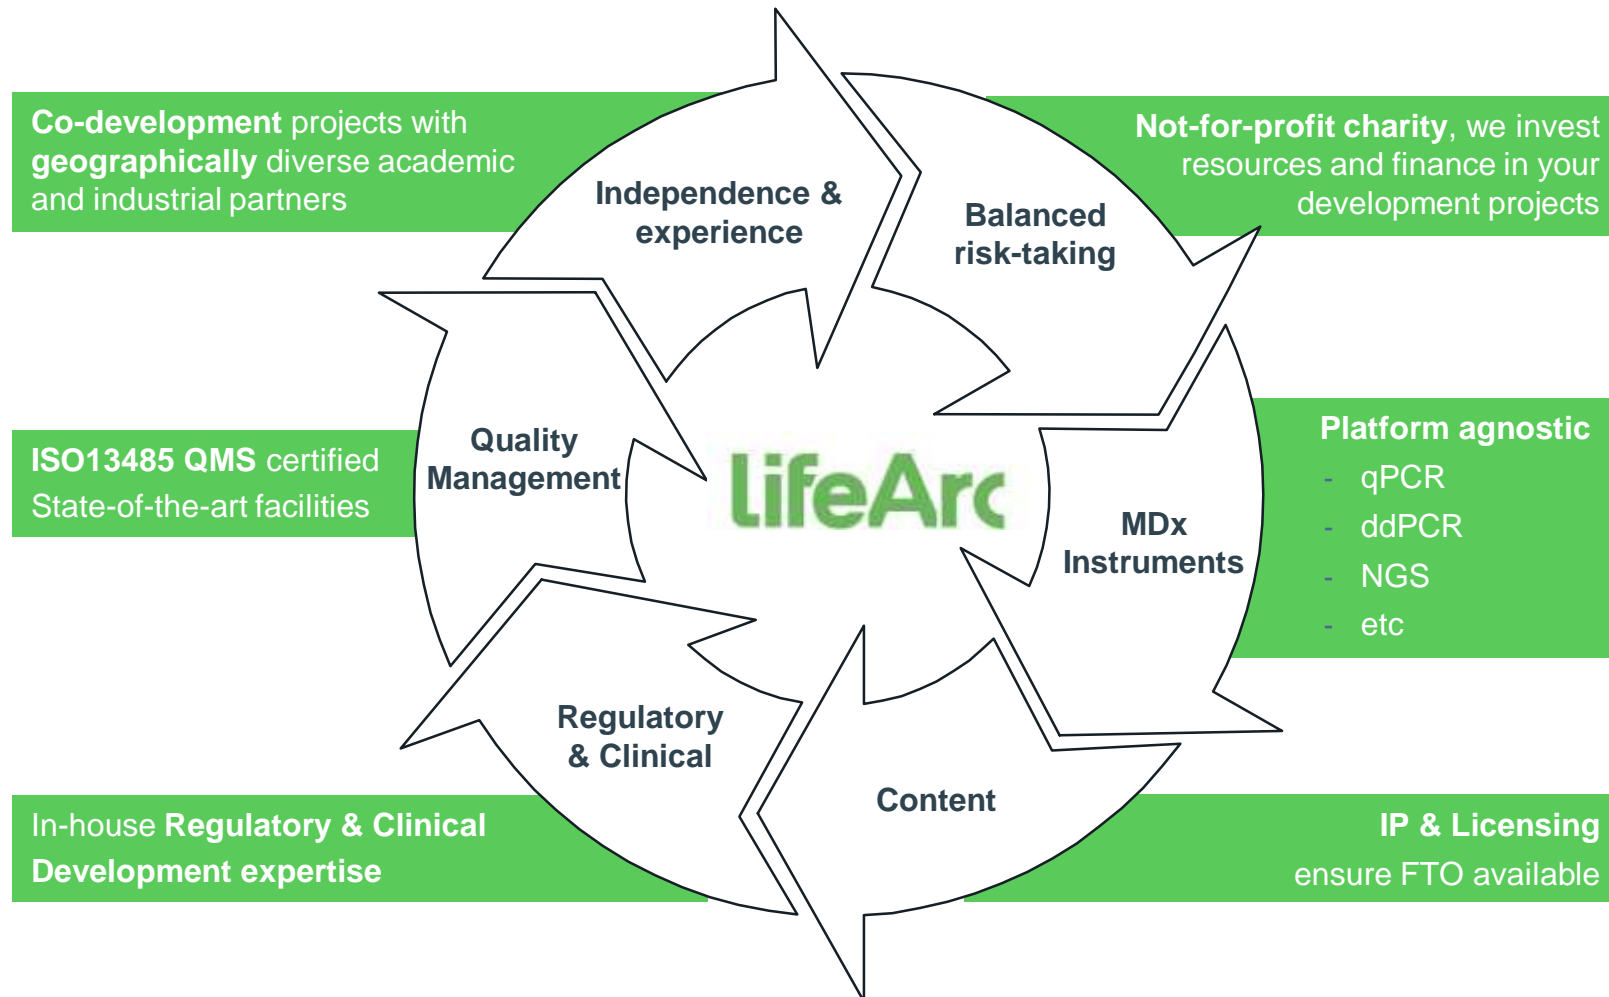 Co-development projects with
geographically diverse academic
and industrial partners
Independence &
experience
Balanced
risk-taking
Not-for-profit charity, we invest
resources and finance in your
development projects
ISO13485 QMS certified
State-of-the-art facilities
Quality
Management
LifeArc
MDx
Instruments
Platform agnostic
- qPCR
- ddPCR
- NGS
- etc
In-house Regulatory & Clinical
Development expertise
Regulatory
& Clinical
Content
IP & Licensing
ensure FTO available